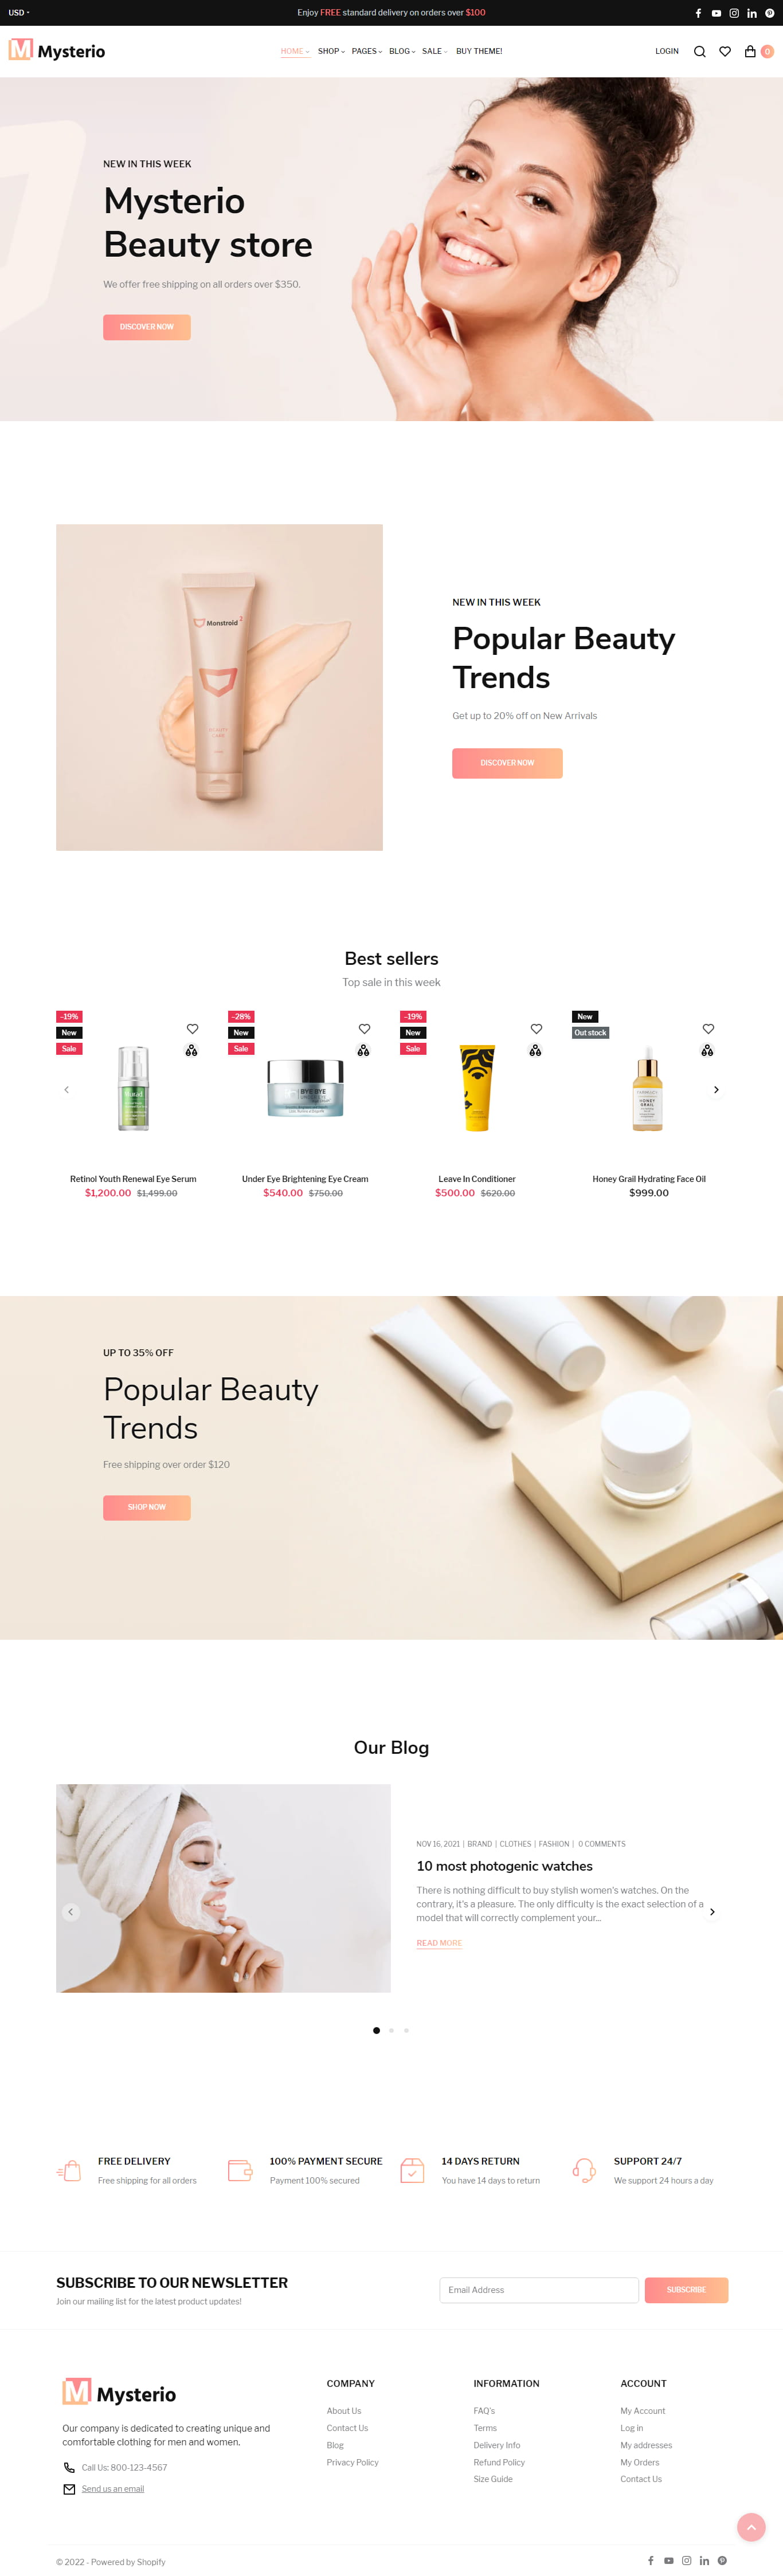 USD
Enjoy FREE standard delivery on orders over $100
Mysterio
HOME
SHOP
PAGES
BLOG
SALE
BUY THEME!
LOGIN
0
NEW IN THIS WEEK
Mysterio
Beauty store
We offer free shipping on all orders over $350.
DISCOVER NOW
Monstroid 2
BEAUTY
CARE
NEW IN THIS WEEK
Popular Beauty
Trends
Get up to 20% off on New Arrivals
DISCOVER NOW
Best sellers
Top sale in this week
-19%
New
Sale
Murad
Retinol Youth Renewal Eye Serum
$1,200.00 $1,499.00
-28%
New
Sale
BYE BYE
Under Eye Brightening Eye Cream
$540.00 $750.00
-19%
New
Sale
Leave In Conditioner
$500.00 $620.00
New
Out stock
HONEY
GRAIL
Honey Grail Hydrating Face Oil
$999.00
UP TO 35% OFF
Popular Beauty
Trends
Free shipping over order $120
SHOP NOW
Our Blog
NOV 16, 2021 | BRAND | CLOTHES | FASHION | 0 COMMENTS
10 most photogenic watches
There is nothing difficult to buy stylish women's watches. On the
contrary, it's a pleasure. The only difficulty is the exact selection of a
model that will correctly complement your...
READ MORE
FREE DELIVERY
Free shipping for all orders
100% PAYMENT SECURE
Payment 100% secured
14 DAYS RETURN
You have 14 days to return
SUPPORT 24/7
We support 24 hours a day
SUBSCRIBE TO OUR NEWSLETTER
Join our mailing list for the latest product updates!
Email Address
SUBSCRIBE
Mysterio
Our company is dedicated to creating unique and
comfortable clothing for men and women.
Call Us: 800-123-4567
Send us an email
COMPANY
About Us
Contact Us
Blog
Privacy Policy
INFORMATION
FAQ's
Terms
Delivery Info
Refund Policy
Size Guide
ACCOUNT
My Account
Log in
My addresses
My Orders
Contact Us
© 2022 - Powered by Shopify